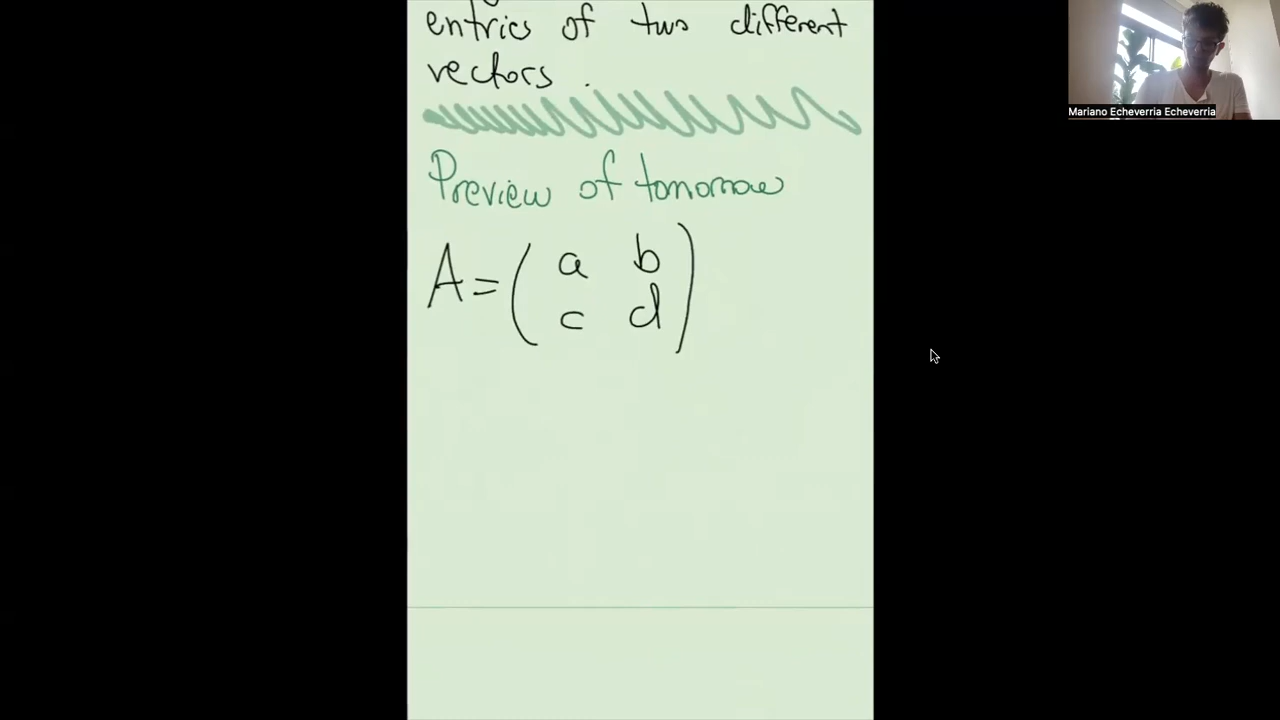 entries of two different
vectors .
Preview of tomorrow
A = ( a b
c d )
Mariano Echeverria Echeverria